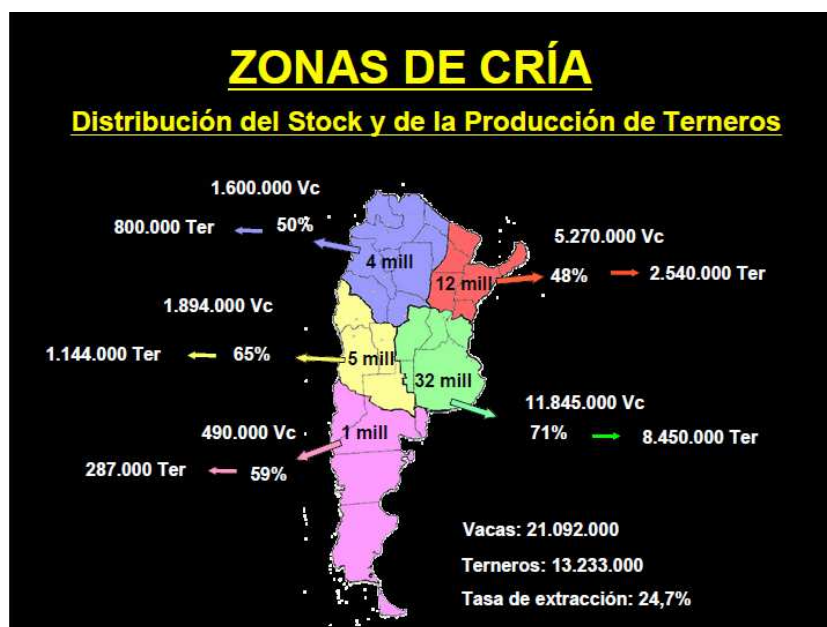 ZONAS DE CRÍA
Distribución del Stock y de la Producción de Terneros
1.600.000 Vc
800.000 Ter
50%
4 mill
5.270.000 Vc
12 mill
48%
2.540.000 Ter
1.894.000 Vc
1.144.000 Ter
65%
5 mill
32 mill
11.845.000 Vc
71%
8.450.000 Ter
490.000 Vc
1 mill
287.000 Ter
59%
Vacas: 21.092.000
Terneros: 13.233.000
Tasa de extracción: 24,7%